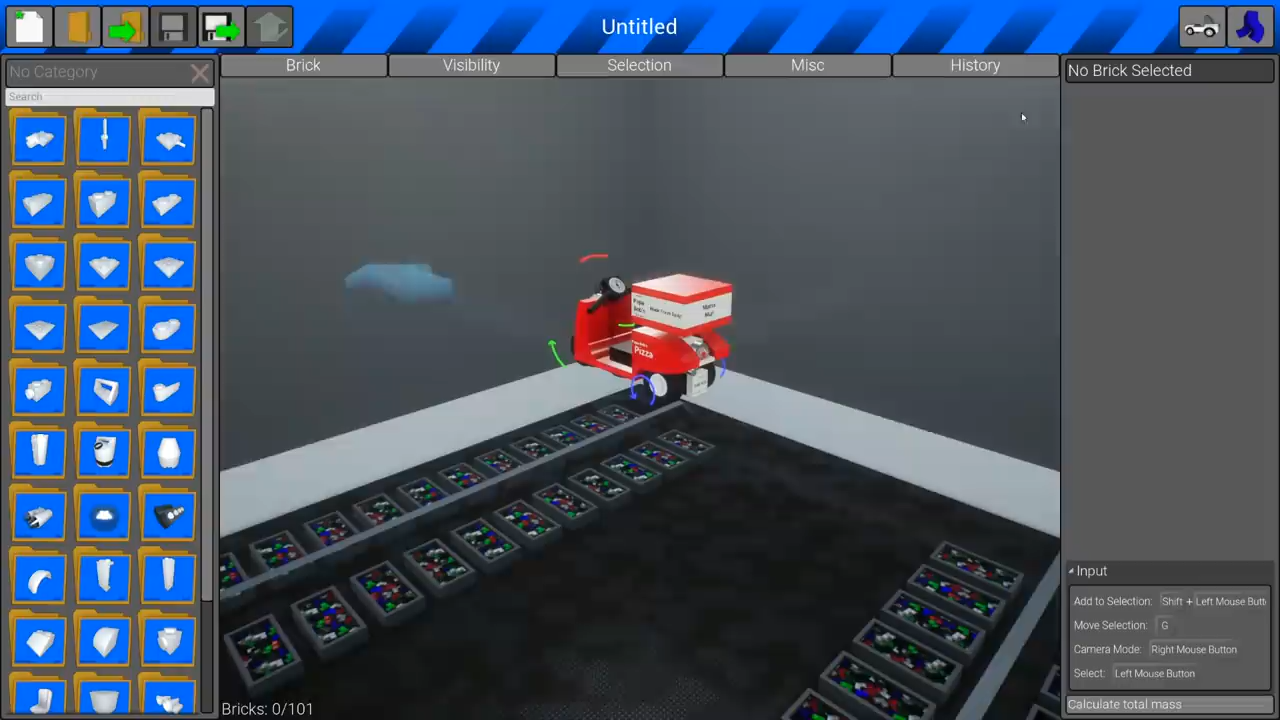 Untitled
No Category
Search
Brick
Visibility
Selection
Misc
History
No Brick Selected
Pizza
Input
Add to Selection: Shift + Left Mouse Butt
Move Selection: G
Camera Mode: Right Mouse Button
Select: Left Mouse Button
Bricks: 0/101
Calculate total mass